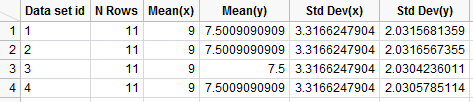 Data set id N Rows Mean(x) Mean(y) Std Dev(x) Std Dev(y)
1 1 11 9 7.5009090909 3.3166247904 2.0315681359
2 2 11 9 7.5009090909 3.3166247904 2.0316567355
3 3 11 9 7.5 3.3166247904 2.0304236011
4 4 11 9 7.5009090909 3.3166247904 2.0305785114